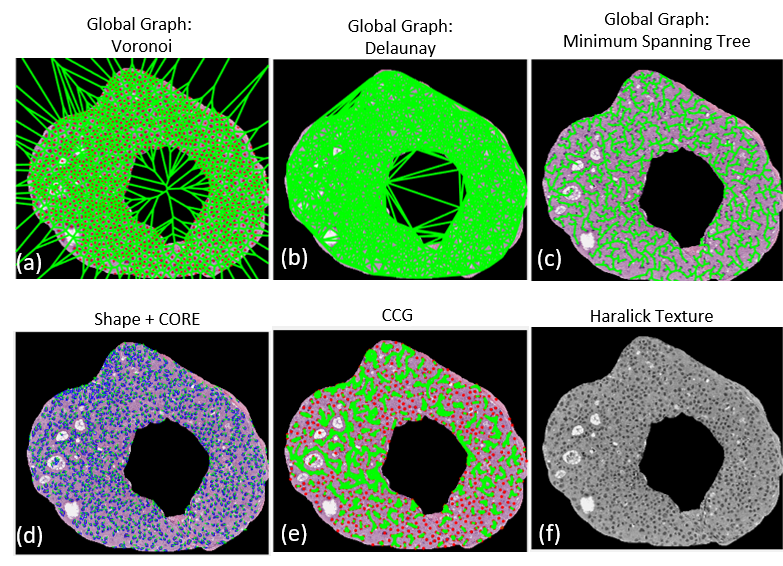 Global Graph:
Voronoi
Global Graph:
Delaunay
Global Graph:
Minimum Spanning Tree
(a)
(b)
(c)
Shape + CORE
CCG
Haralick Texture
(d)
(e)
(f)